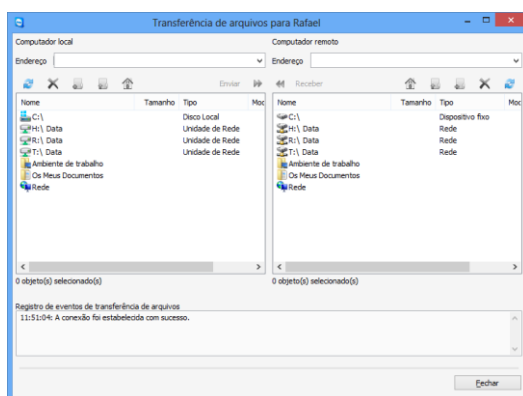 Transferência de arquivos para Rafael
Computador local
Endereço
Enviar
Nome Tamanho Tipo Moc
C:\ Disco Local
H:\ Data Unidade de Rede
R:\ Data Unidade de Rede
T:\ Data Unidade de Rede
Ambiente de trabalho
Os Meus Documentos
Rede
0 objeto(s) selecionado(s)
Computador remoto
Endereço
Receber
Nome Tamanho Tipo Moc
C:\ Dispositivo fixo
H:\ Data Rede
R:\ Data Rede
T:\ Data Rede
Ambiente de trabalho
Os Meus Documentos
Rede
0 objeto(s) selecionado(s)
Registro de eventos de transferência de arquivos
11:51:04: A conexão foi estabelecida com sucesso.
Fechar